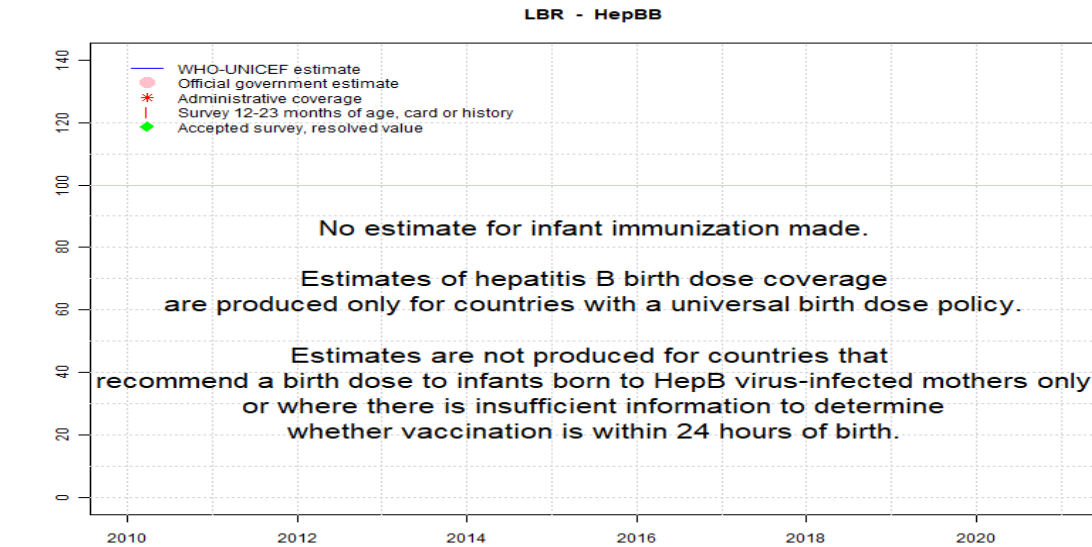 LBR - HepBB
WHO-UNICEF estimate
Official government estimate
Administrative coverage
Survey 12-23 months of age, card or history
Accepted survey, resolved value
140
120
100
80
60
40
20
0
No estimate for infant immunization made.
Estimates of hepatitis B birth dose coverage
are produced only for countries with a universal birth dose policy.
Estimates are not produced for countries that
recommend a birth dose to infants born to HepB virus-infected mothers only
or where there is insufficient information to determine
whether vaccination is within 24 hours of birth.
2010 2012 2014 2016 2018 2020